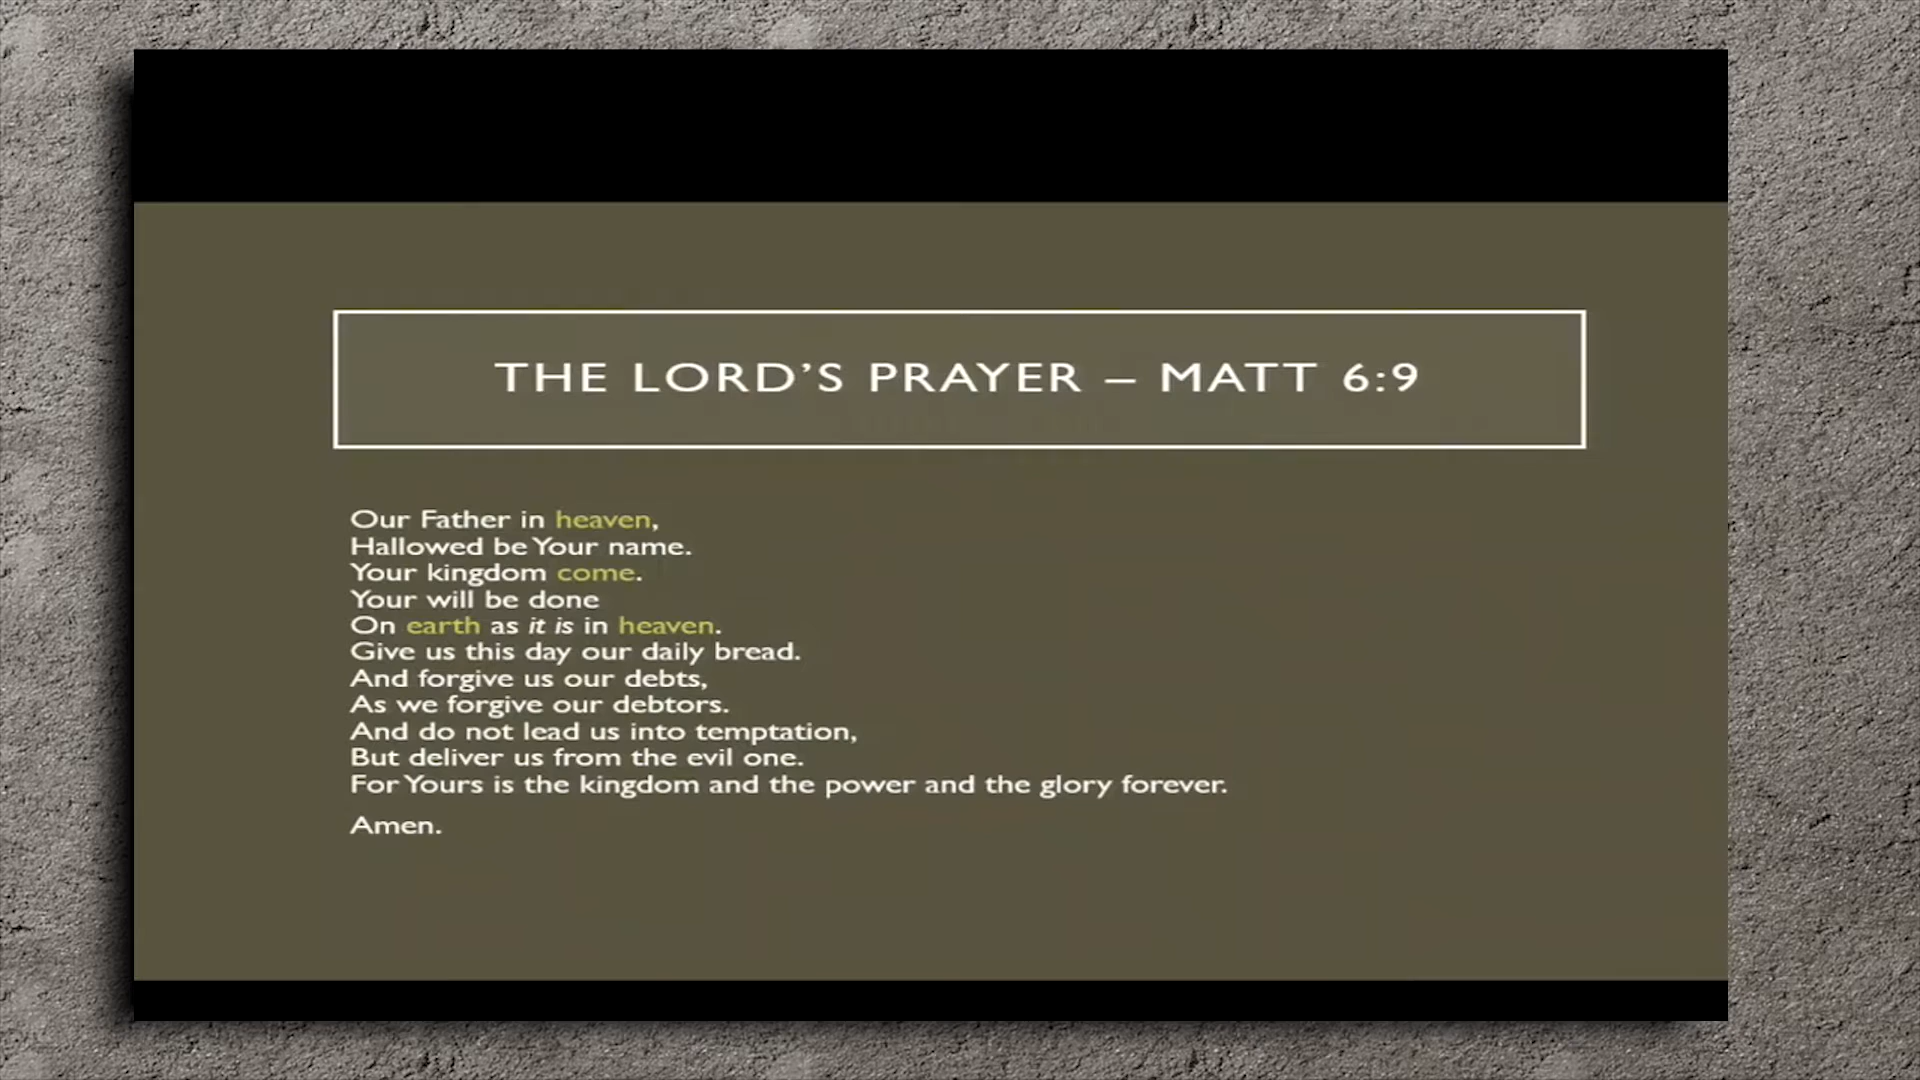 THE LORD’S PRAYER – MATT 6:9
Our Father in heaven,
Hallowed be Your name.
Your kingdom come.
Your will be done
On earth as it is in heaven.
Give us this day our daily bread.
And forgive us our debts,
As we forgive our debtors.
And do not lead us into temptation,
But deliver us from the evil one.
For Yours is the kingdom and the power and the glory forever.
Amen.